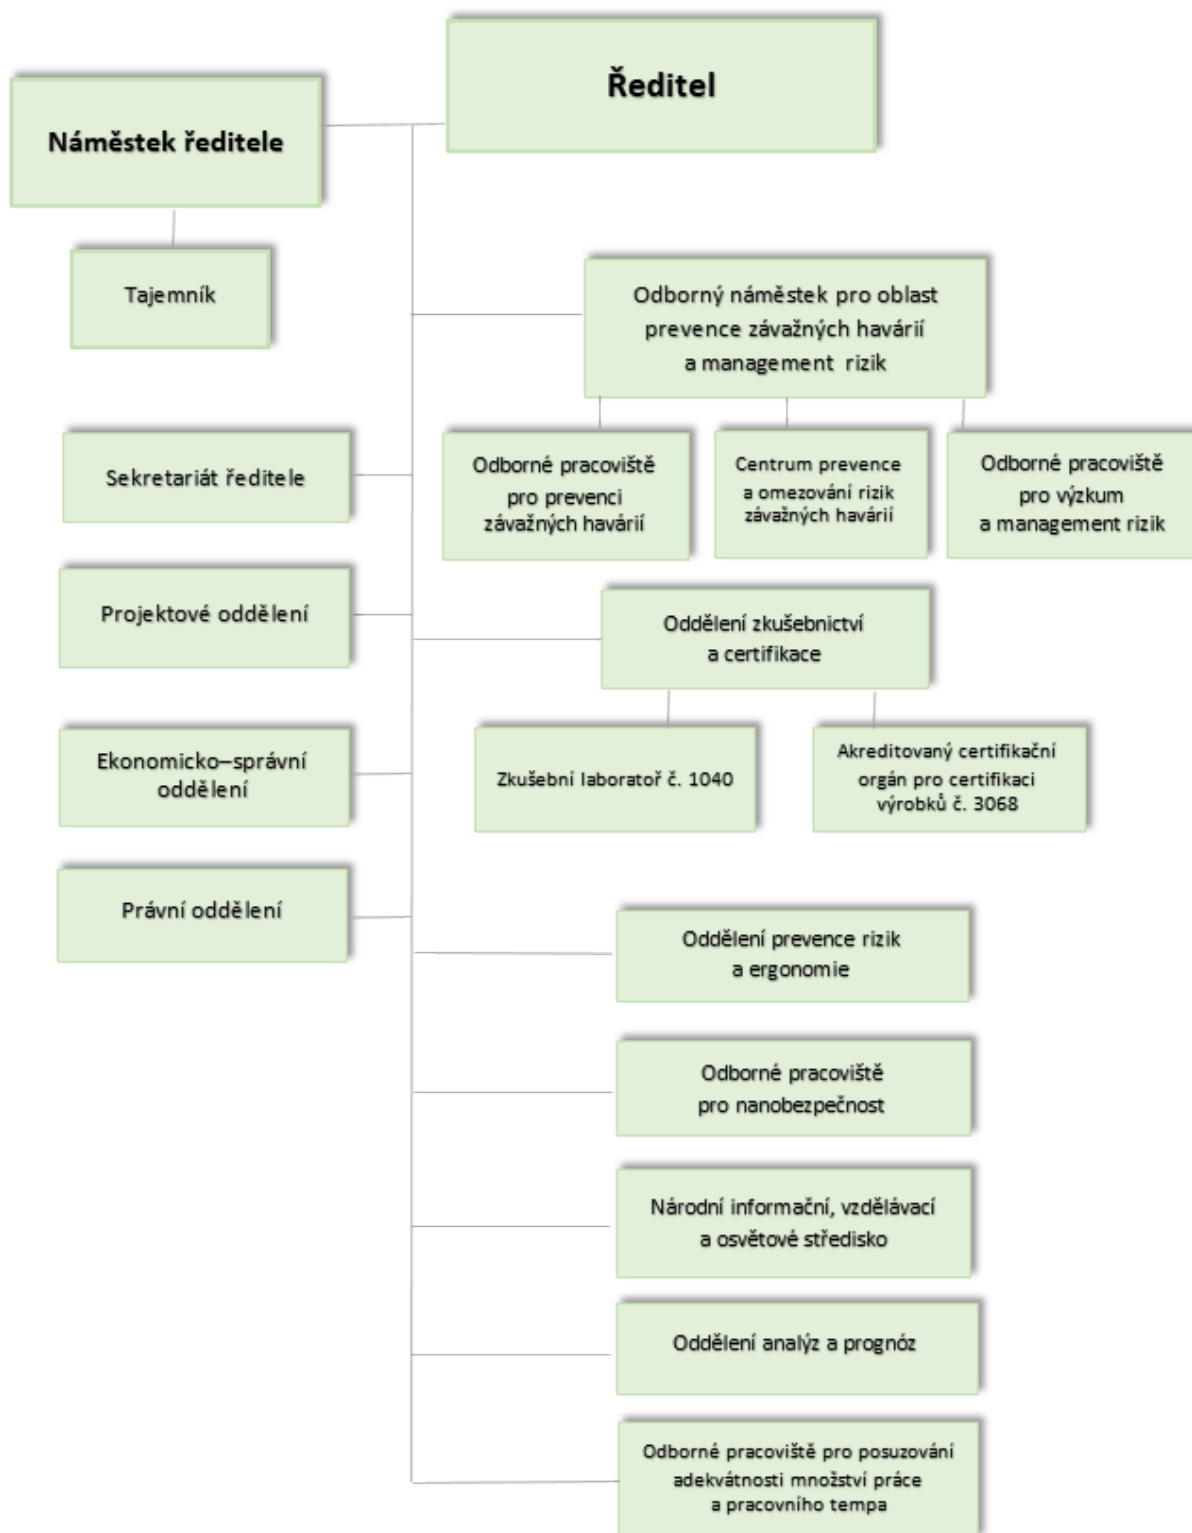 Ředitel
Náměstek ředitele
Tajemník
Odborný náměstek pro oblast
prevence závažných havárií
a management rizik
Odborné pracoviště
pro prevenci
závažných havárií
Centrum prevence
a omezování rizik
závažných havárií
Odborné pracoviště
pro výzkum
a management rizik
Sekretariát ředitele
Projektové oddělení
Oddělení zkušebnictví
a certifikace
Zkušební laboratoř č. 1040
Akreditovaný certifikační
orgán pro certifikaci
výrobků č. 3068
Ekonomicko–správní
oddělení
Právní oddělení
Oddělení prevence rizik
a ergonomie
Odborné pracoviště
pro nanobezpečnost
Národní informační, vzdělávací
a osvětové středisko
Oddělení analýz a prognóz
Odborné pracoviště pro posuzování
adekvátnosti množství práce
a pracovního tempa